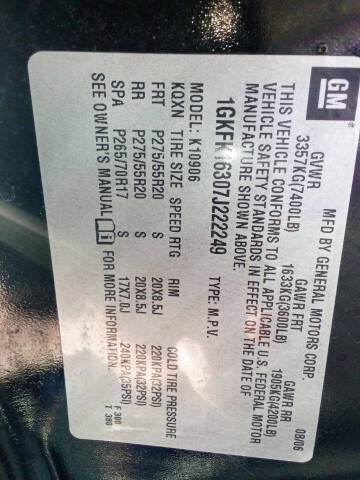 GM
MFD BY GENERAL MOTORS CORP. 08/06
GVWR GAWR FRT GAWR RR
3357KG(7400LB) 1633KG(3600LB) 1905KG(4200LB)
THIS VEHICLE CONFORMS TO ALL APPLICABLE U.S. FEDERAL MOTOR
VEHICLE SAFETY STANDARDS IN EFFECT ON THE DATE OF
MANUFACTURE SHOWN ABOVE.
1GKFK16307J222249 TYPE: M.P.V.
MODEL: K10906
KOXN TIRE SIZE SPEED RTG RIM COLD TIRE PRESSURE
FRT P275/55R20 S 20X8.5J 220KPA(32PSI)
RR P275/55R20 S 20X8.5J 220KPA(32PSI)
SPA P265/70R17 S 17X7.0J 240KPA(35PSI)
SEE OWNER'S MANUAL FOR MORE INFORMATION. F 300
T 390